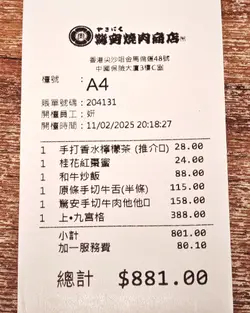 やきにく
燒肉商店
香港尖沙咀金馬倫道48號
中國保險大廈3樓C室
檯號 : A4
賬單號碼: 204131
開檯員工: 妍
開檯時間: 11/02/2025 20:18:27
1 手打香水檸檬茶 (推介口) 28.00
1 桂花紅棗蜜 24.00
1 和牛炒飯 88.00
1 原條手切牛舌(半條) 115.00
1 驚安手切牛肉他他口 158.00
1 上•九宮格 388.00
小計 801.00
加一服務費 80.10
總計 $881.00